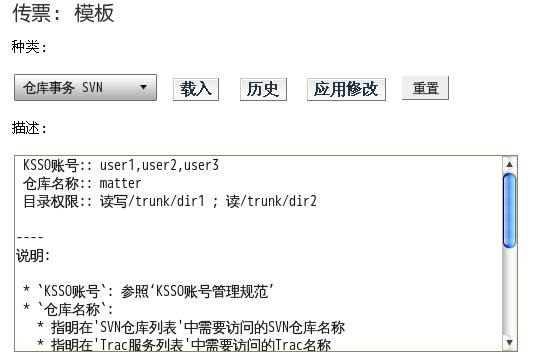 传票: 模板
种类:
仓库事务 SVN
载入 历史 应用修改 重置
描述:
KSSO账号:: user1,user2,user3
仓库名称:: matter
目录权限:: 读写/trunk/dir1 ; 读/trunk/dir2
----
说明:
* `KSSO账号`: 参照'KSSO账号管理规范'
* `仓库名称`:
* 指明在'SVN仓库列表'中需要访问的SVN仓库名称
* 指明在'Trac服务列表'中需要访问的Trac名称